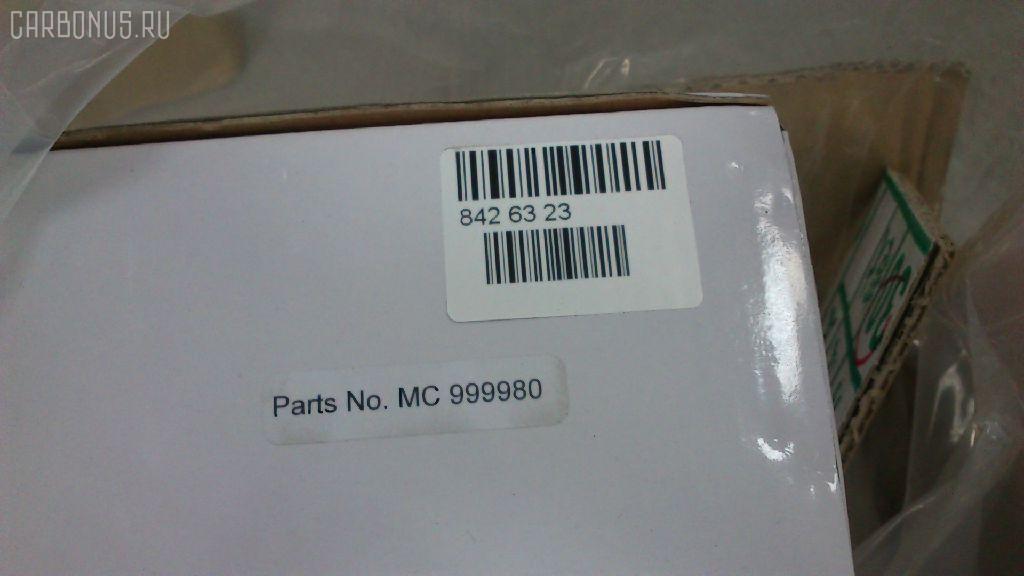 CARBONUS.RU
842 63 23
Parts No. MC 999980